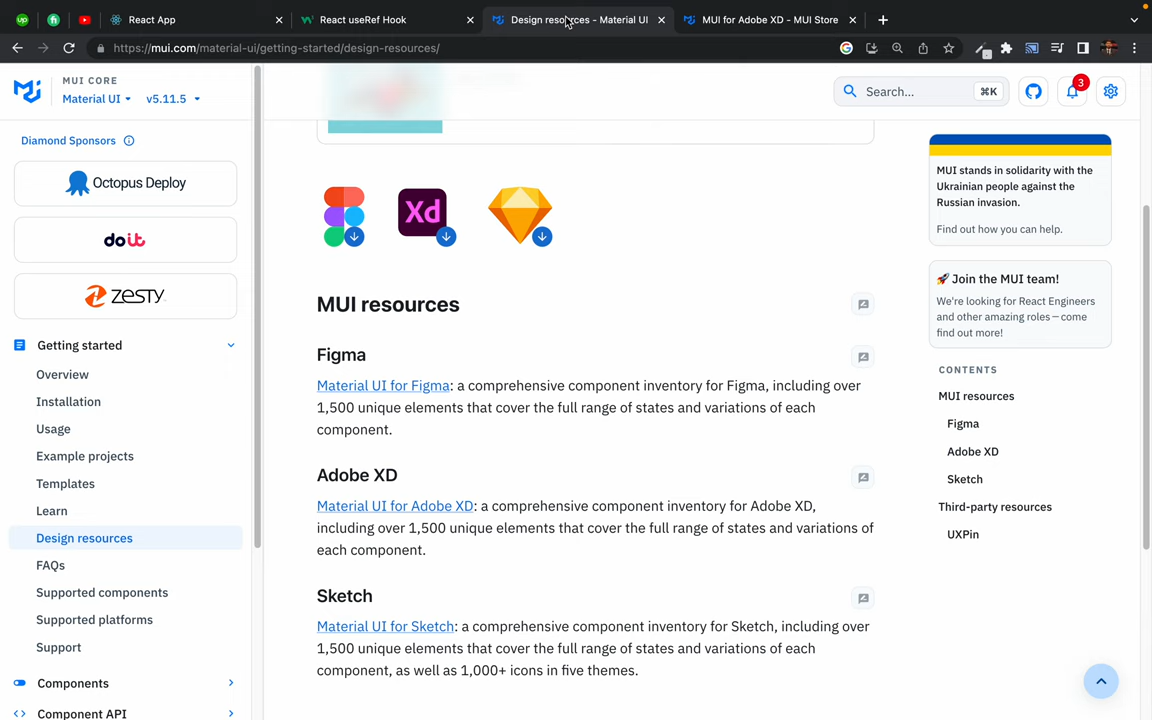 up
fi
React App
React useRef Hook
Design resources - Material UI
MUI for Adobe XD - MUI Store
https://mui.com/material-ui/getting-started/design-resources/
MUI CORE
Material UI
v5.11.5
Search...
⌘K
3
Diamond Sponsors
Octopus Deploy
doit
ZESTY
Getting started
Overview
Installation
Usage
Example projects
Templates
Learn
Design resources
FAQs
Supported components
Supported platforms
Support
Components
Component API
Xd
MUI resources
Figma
Material UI for Figma: a comprehensive component inventory for Figma, including over
1,500 unique elements that cover the full range of states and variations of each
component.
Adobe XD
Material UI for Adobe XD: a comprehensive component inventory for Adobe XD,
including over 1,500 unique elements that cover the full range of states and variations of
each component.
Sketch
Material UI for Sketch: a comprehensive component inventory for Sketch, including over
1,500 unique elements that cover the full range of states and variations of each
component, as well as 1,000+ icons in five themes.
MUI stands in solidarity with the
Ukrainian people against the
Russian invasion.
Find out how you can help.
🚀 Join the MUI team!
We're looking for React Engineers
and other amazing roles — come
find out more!
CONTENTS
MUI resources
Figma
Adobe XD
Sketch
Third-party resources
UXPin